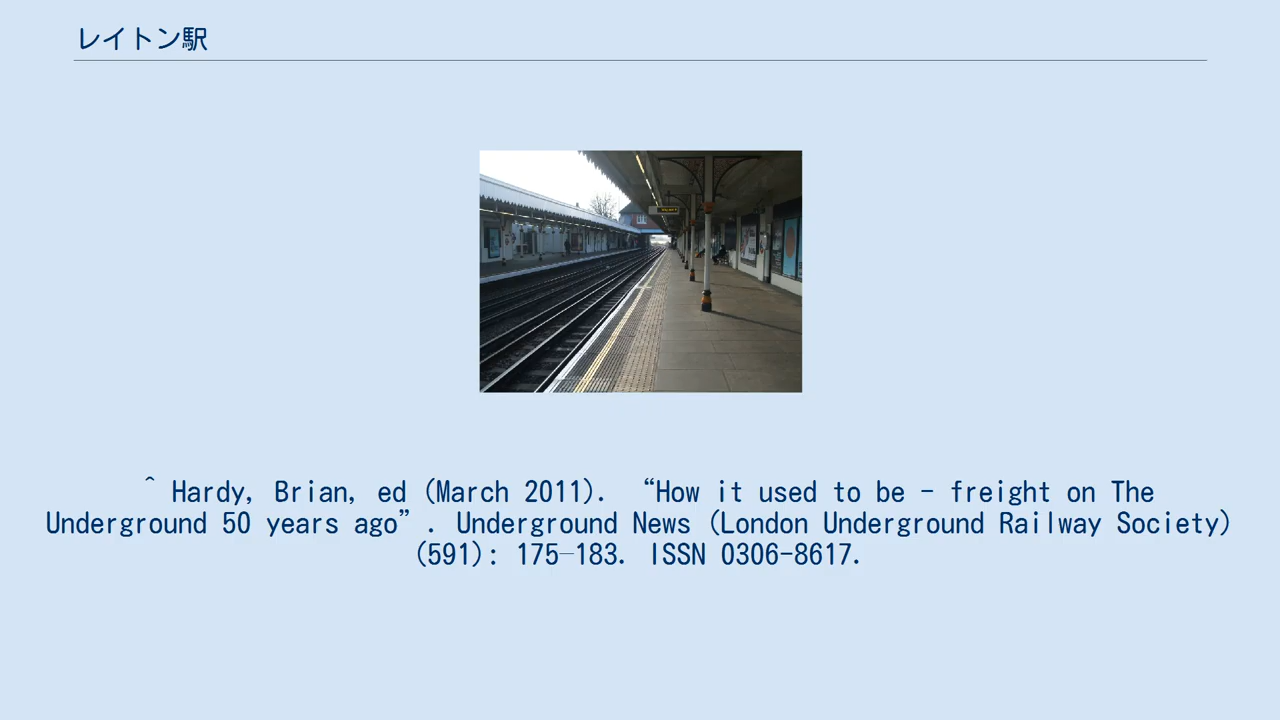 レイトン駅
^ Hardy, Brian, ed (March 2011). “How it used to be – freight on The
Underground 50 years ago”. Underground News (London Underground Railway Society)
(591): 175–183. ISSN 0306-8617.